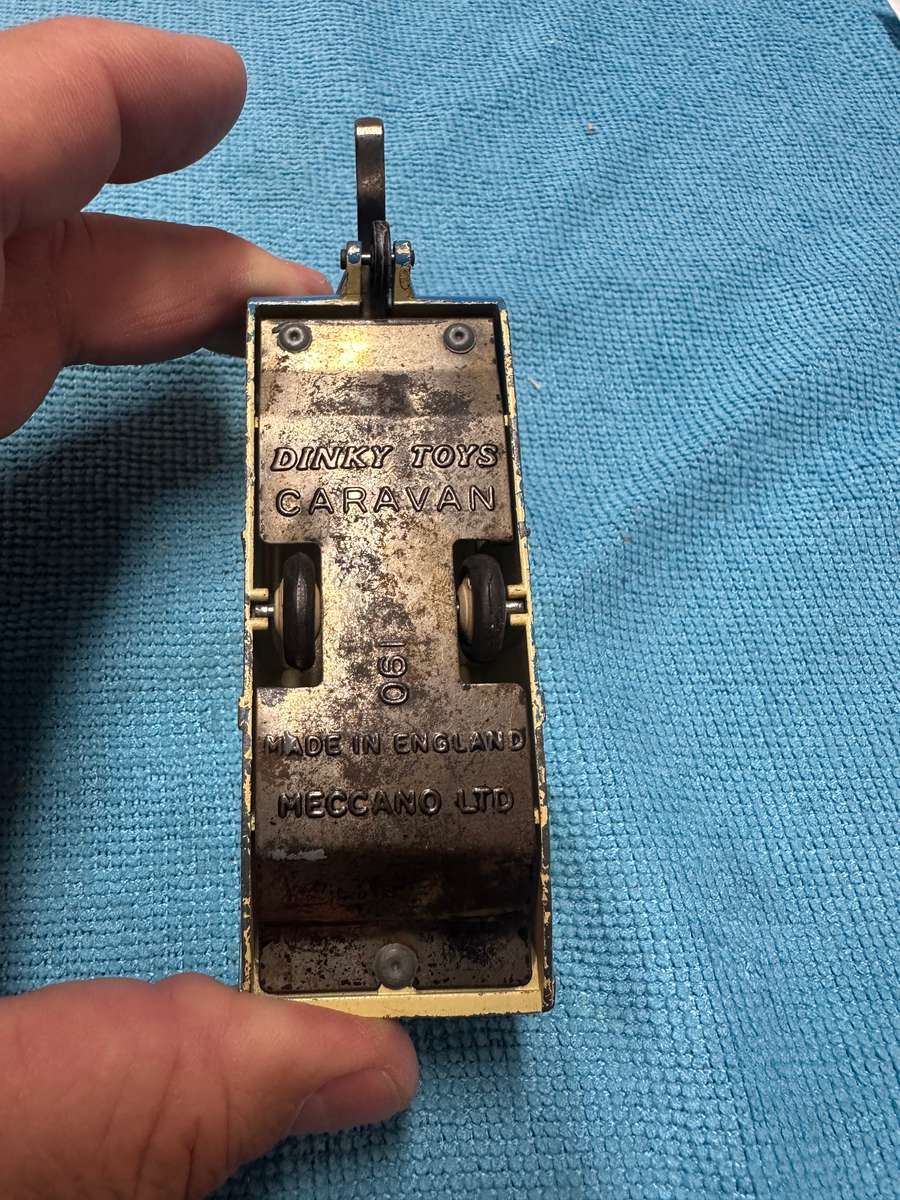 DINKY TOYS
CARAVAN
190
MADE IN ENGLAND
MECCANO LTD